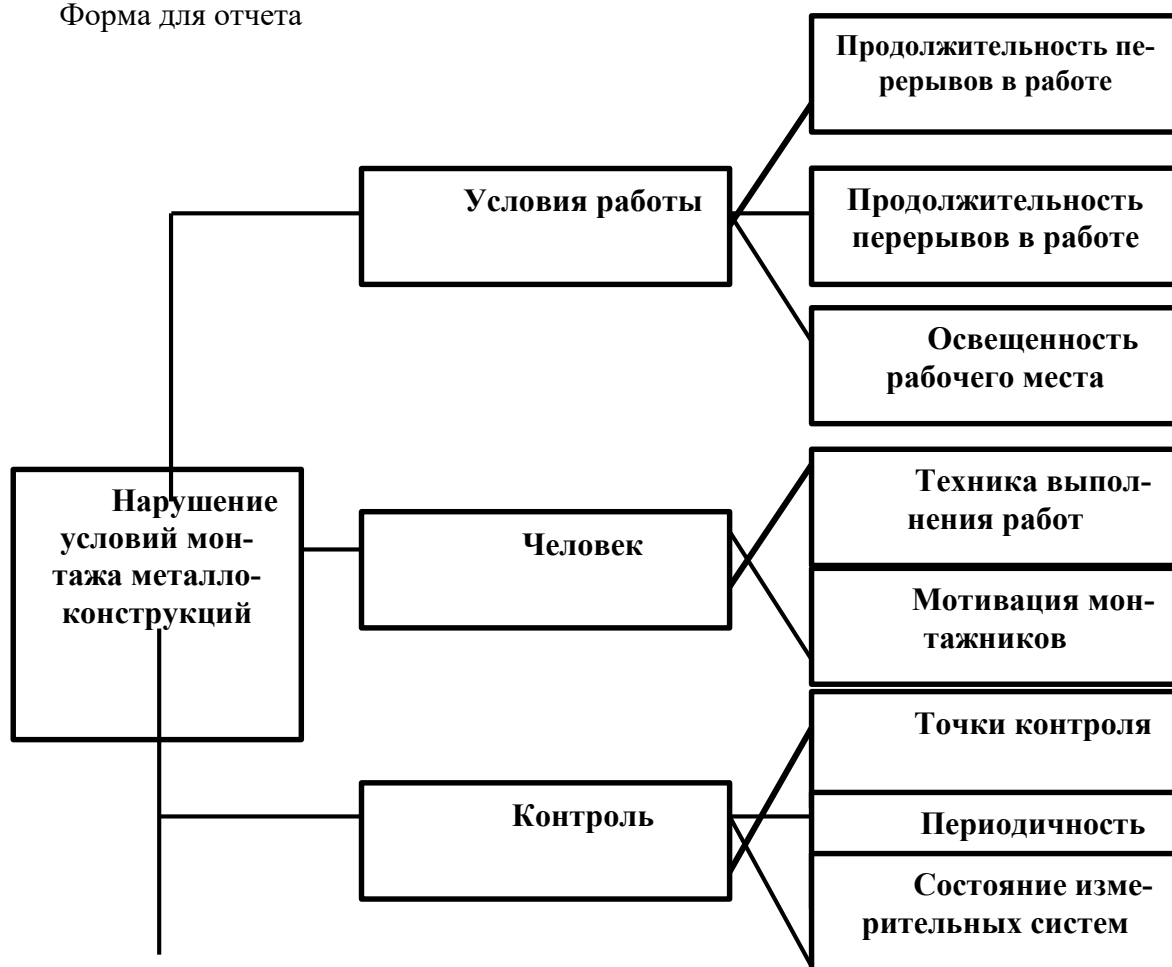 Форма для отчета
Продолжительность пе-
рерывов в работе
Условия работы
Продолжительность
перерывов в работе
Освещенность
рабочего места
Нарушение
условий мон-
тажа металло-
конструкций
Человек
Техника выпол-
нения работ
Мотивация мон-
тажников
Контроль
Точки контроля
Периодичность
Состояние изме-
рительных систем